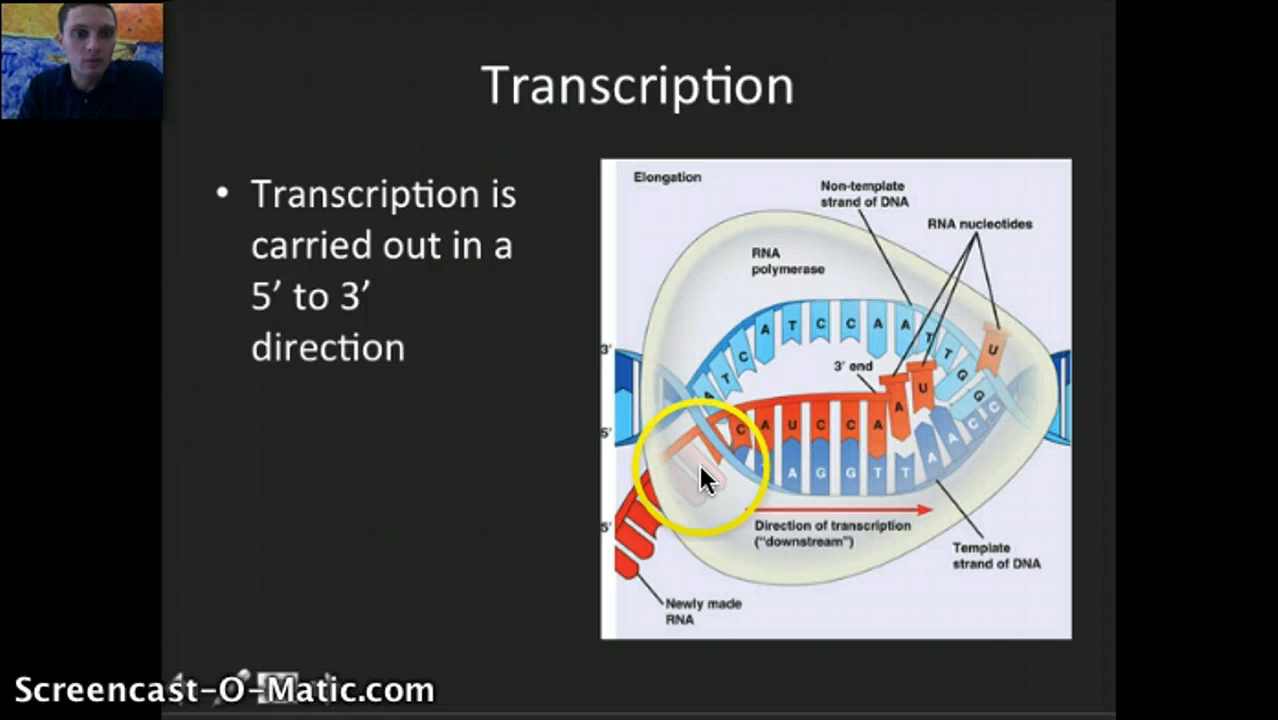 Transcription
• Transcription is
carried out in a
5’ to 3’
direction
Elongation
Non-template
strand of DNA
RNA nucleotides
RNA
polymerase
A T C A T C C A A T T G G
U
3' end
3'
5'
C A U C C A A U
A G G T T T A A C C
5'
Direction of transcription
("downstream")
Template
strand of DNA
Newly made
RNA
Screencast-O-Matic.com